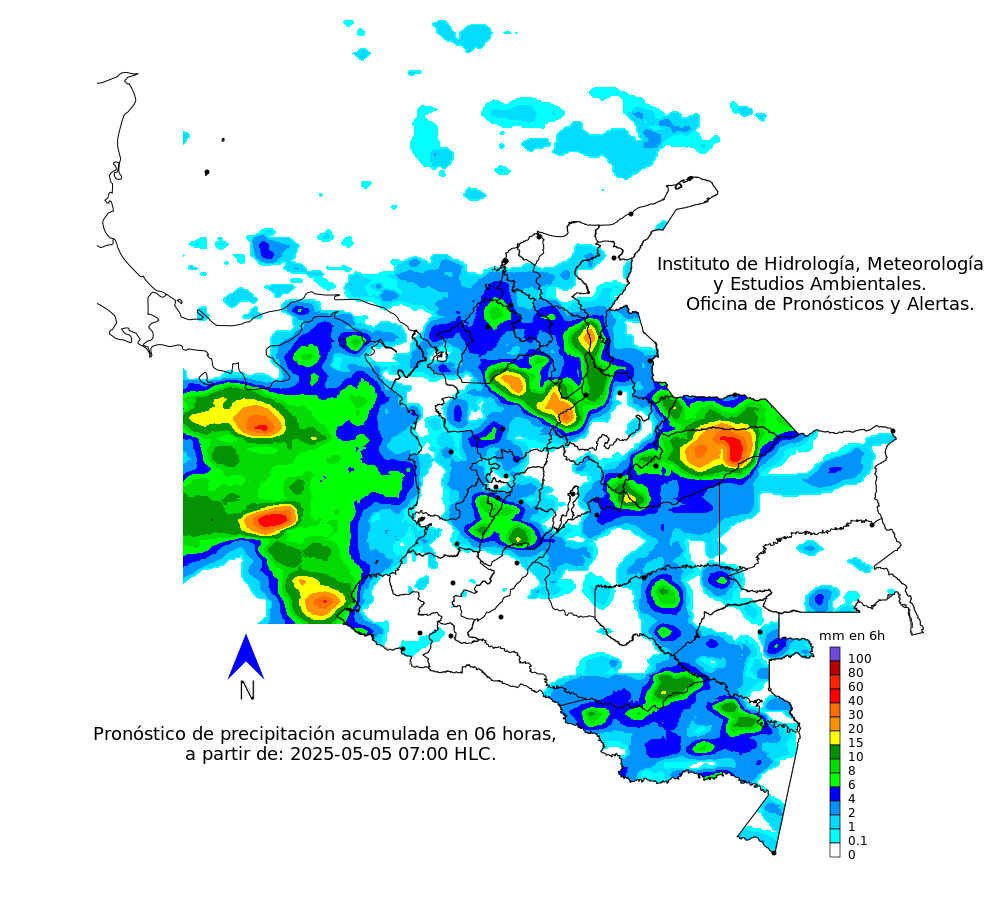 Instituto de Hidrología, Meteorología
y Estudios Ambientales.
Oficina de Pronósticos y Alertas.
mm en 6h
100
80
60
40
30
20
15
10
8
6
4
2
1
0.1
0
N
Pronóstico de precipitación acumulada en 06 horas,
a partir de: 2025-05-05 07:00 HLC.